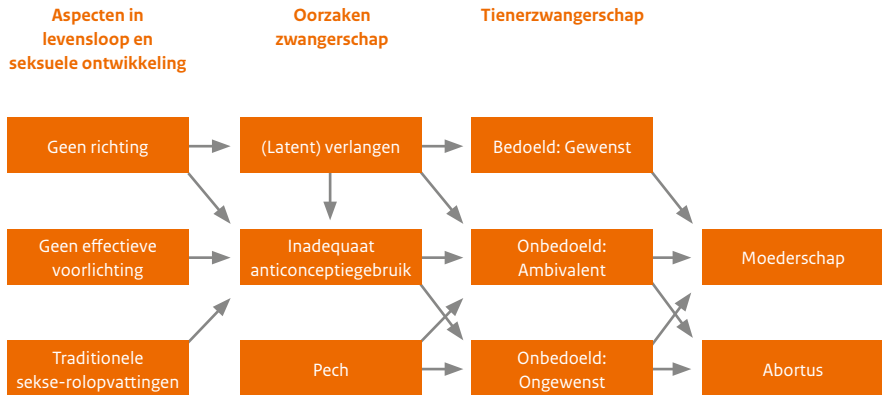 Aspecten in
levensloop en
seksuele ontwikkeling
Oorzaken
zwangerschap
Tienerzwangerschap
Geen richting
(Latent) verlangen
Bedoeld: Gewenst
Geen effectieve
voorlichting
Inadequaat
anticonceptiegebruik
Onbedoeld:
Ambivalent
Moederschap
Traditionele
sekse-rolopvattingen
Pech
Onbedoeld:
Ongewenst
Abortus